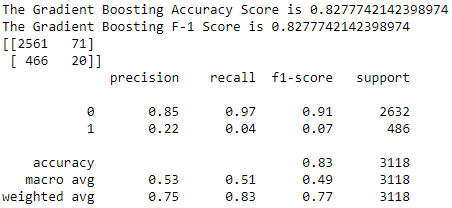 The Gradient Boosting Accuracy Score is 0.8277742142398974
The Gradient Boosting F-1 Score is 0.8277742142398974
[[2561   71]
 [ 466   20]]
              precision    recall  f1-score   support

           0       0.85      0.97      0.91      2632
           1       0.22      0.04      0.07       486

    accuracy                           0.83      3118
   macro avg       0.53      0.51      0.49      3118
weighted avg       0.75      0.83      0.77      3118